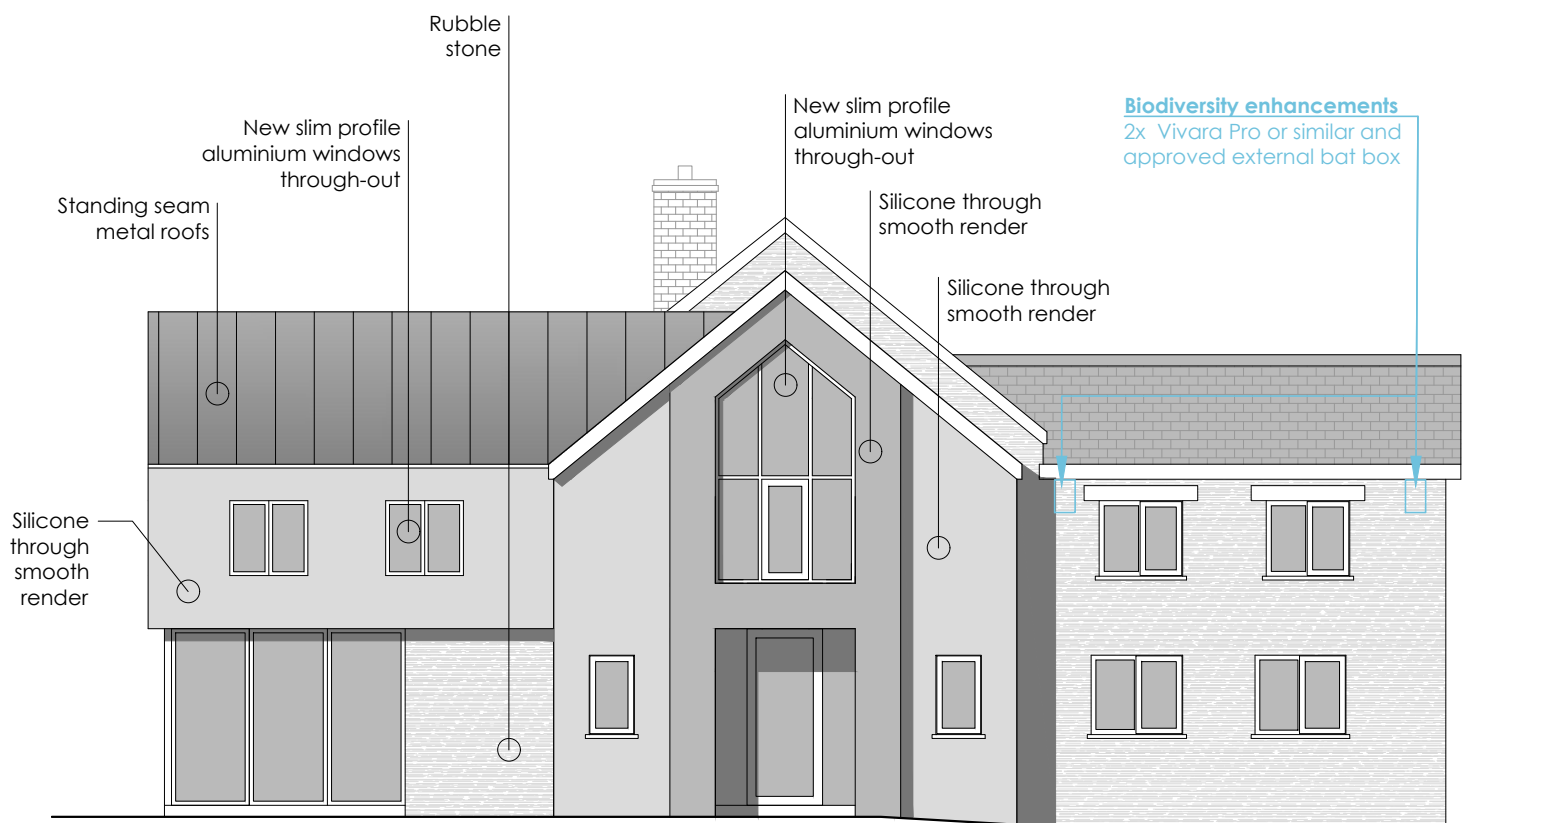 Rubble
stone
New slim profile
aluminium windows
through-out
Standing seam
metal roofs
New slim profile
aluminium windows
through-out
Biodiversity enhancements
2x Vivara Pro or similar and
approved external bat box
Silicone through
smooth render
Silicone through
smooth render
Silicone
through
smooth
render